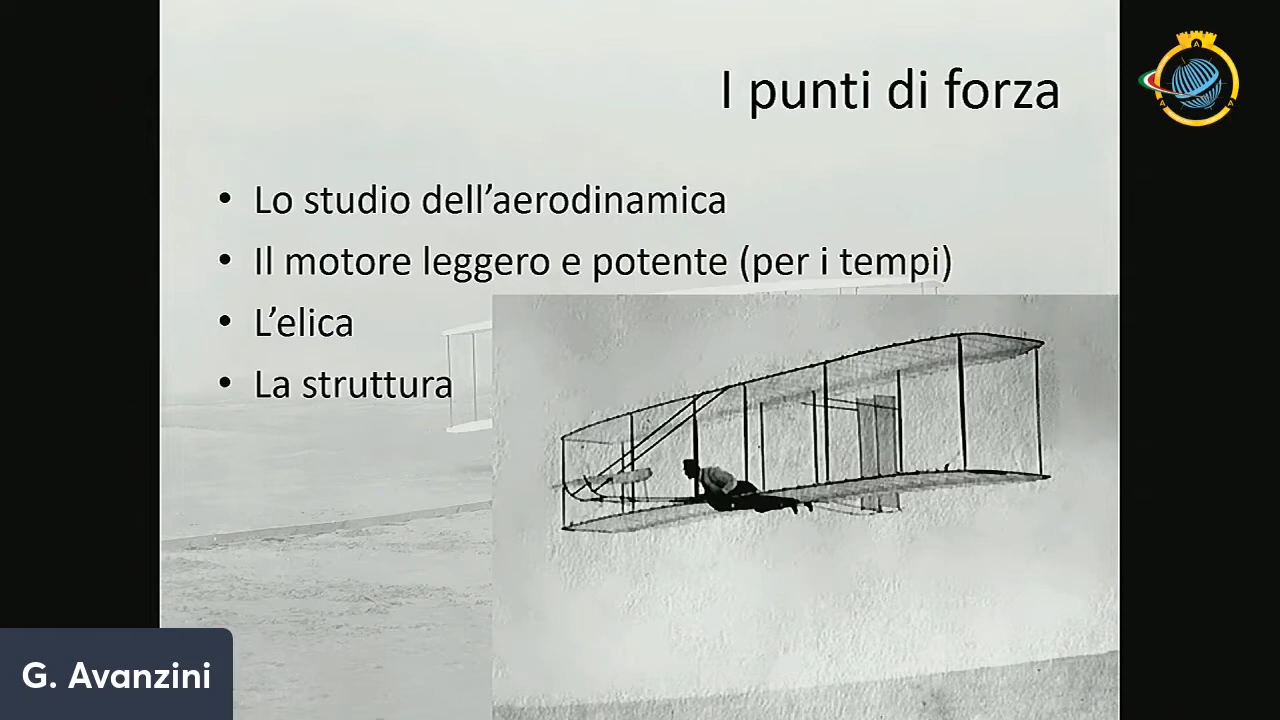 I punti di forza
• Lo studio dell’aerodinamica
• Il motore leggero e potente (per i tempi)
• L’elica
• La struttura
G. Avanzini